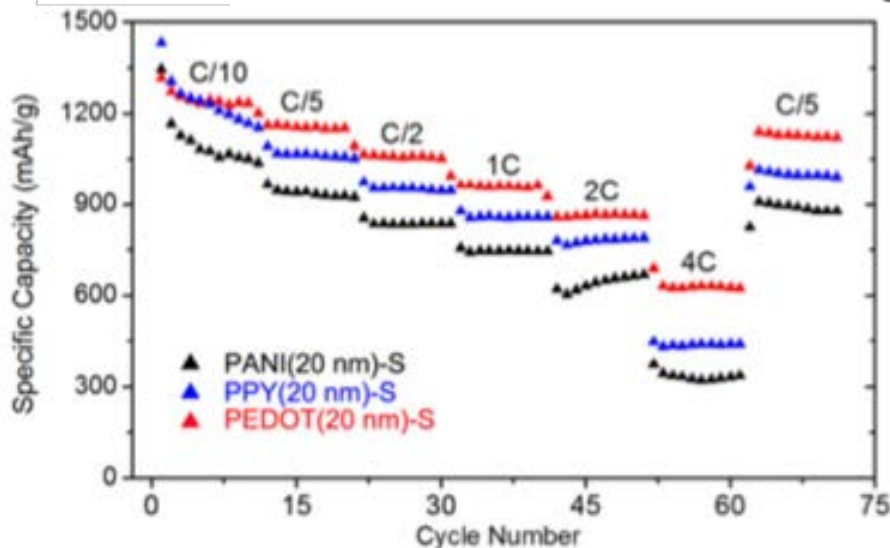 1500
1200
900
600
300
0
Specific Capacity (mAh/g)
C/10
C/5
C/2
1C
2C
4C
C/5
PANI(20 nm)-S
PPY(20 nm)-S
PEDOT(20 nm)-S
0 15 30 45 60 75
Cycle Number